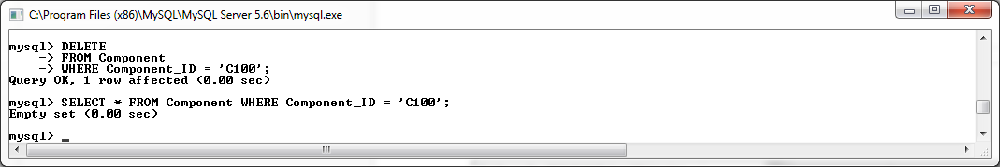 C:\Program Files (x86)\MySQL\MySQL Server 5.6\bin\mysql.exe
mysql> DELETE
    -> FROM Component
    -> WHERE Component_ID = 'C100';
Query OK, 1 row affected (0.00 sec)
mysql> SELECT * FROM Component WHERE Component_ID = 'C100';
Empty set (0.00 sec)
mysql> _